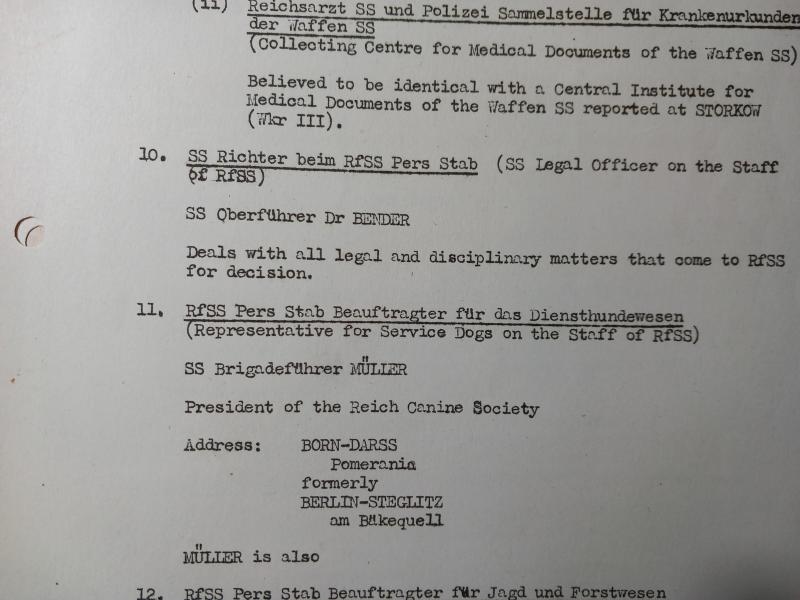 (ii) Reichsarzt SS und Polizei Sammelstelle für Krankenurkunden
der Waffen SS
(Collecting Centre for Medical Documents of the Waffen SS)
Believed to be identical with a Central Institute for
Medical Documents of the Waffen SS reported at STORKOW
(Wkr III).
10. SS Richter beim RfSS Pers Stab (SS Legal Officer on the Staff
of RfSS)
SS Oberführer Dr BENDER
Deals with all legal and disciplinary matters that come to RfSS
for decision.
11. RfSS Pers Stab Beauftragter für das Diensthundewesen
(Representative for Service Dogs on the Staff of RfSS)
SS Brigadeführer MÜLLER
President of the Reich Canine Society
Address: BORN-DARSS
Pomerania
formerly
BERLIN-STEGLITZ
am Bäkequell
MÜLLER is also
12. RfSS Pers Stab Beauftragter für Jagd und Forstwesen